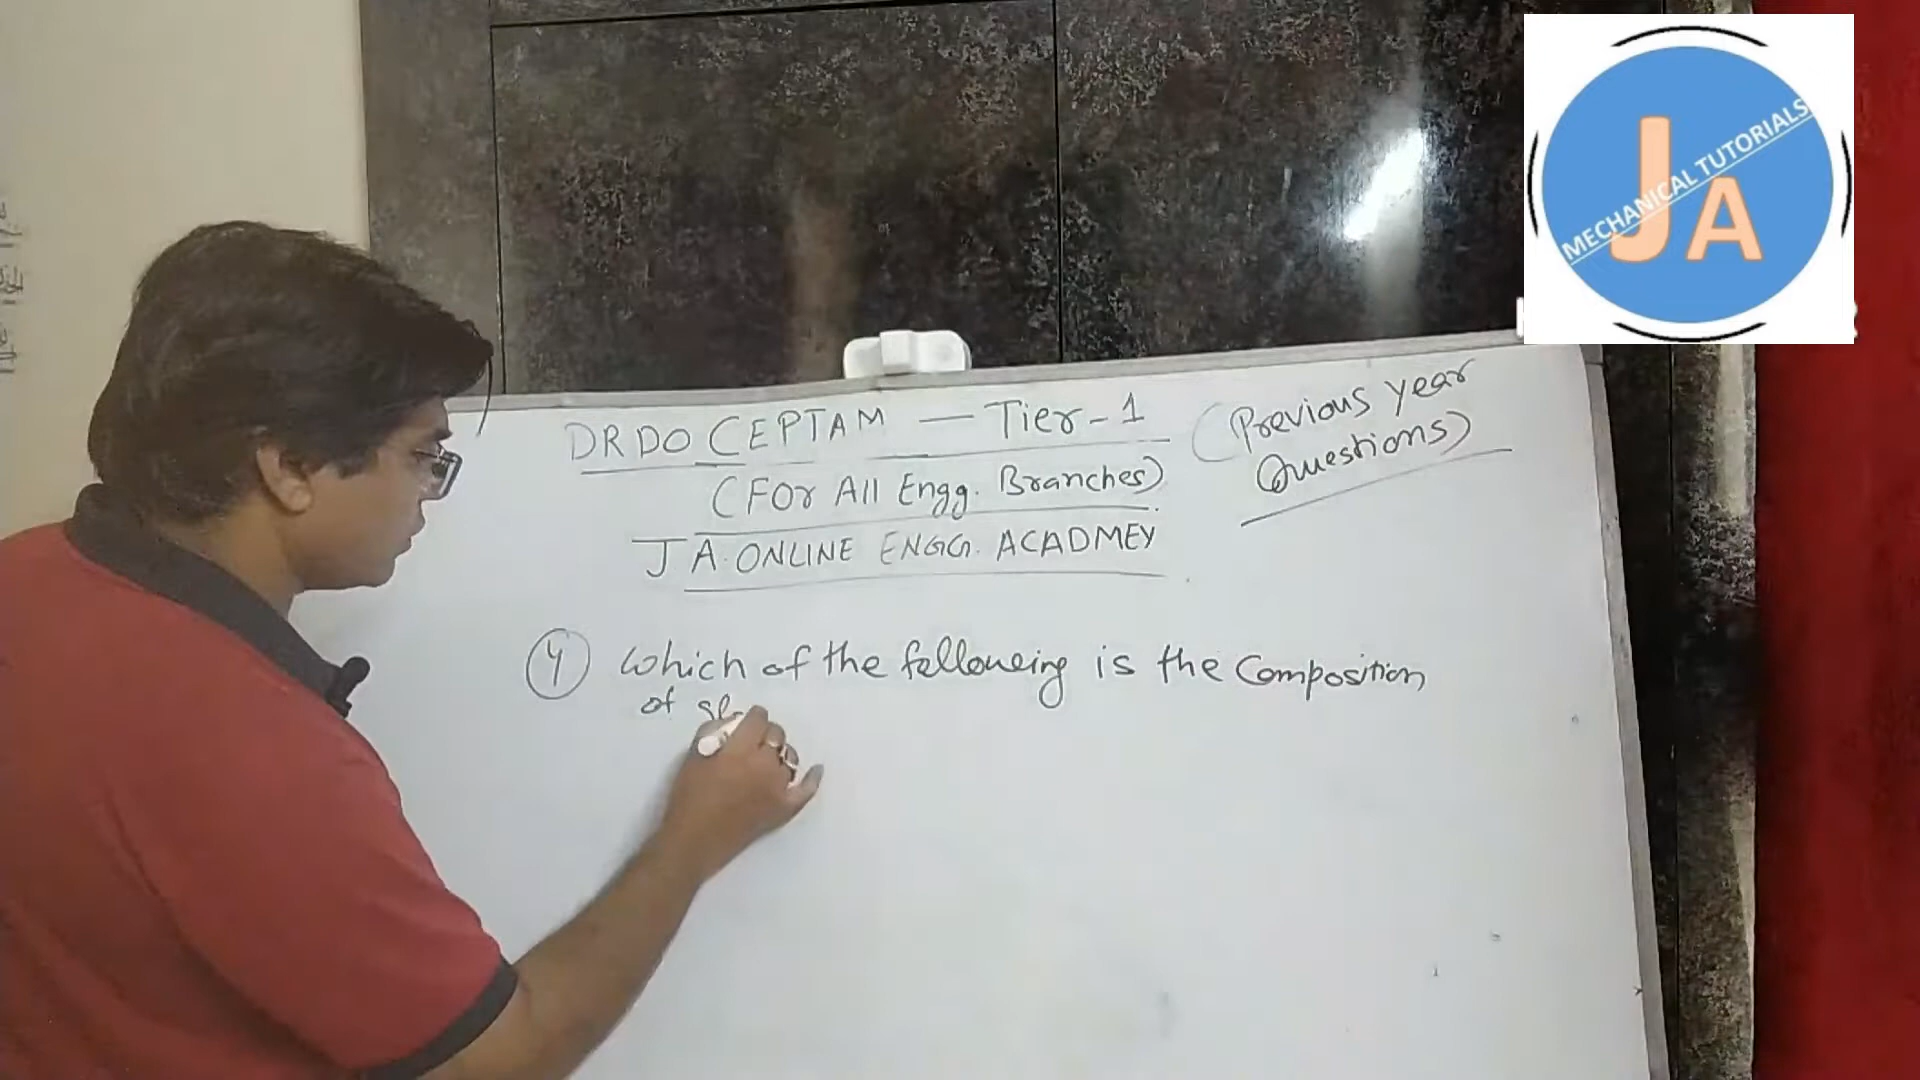 DRDO CEPTAM — Tier-1 (Previous year
Questions)
(FOr All Engg. Branches)
JA. ONLINE ENGG. ACADMEY
4 which of the following is the Composition
of
JA
MECHANICAL TUTORIALS